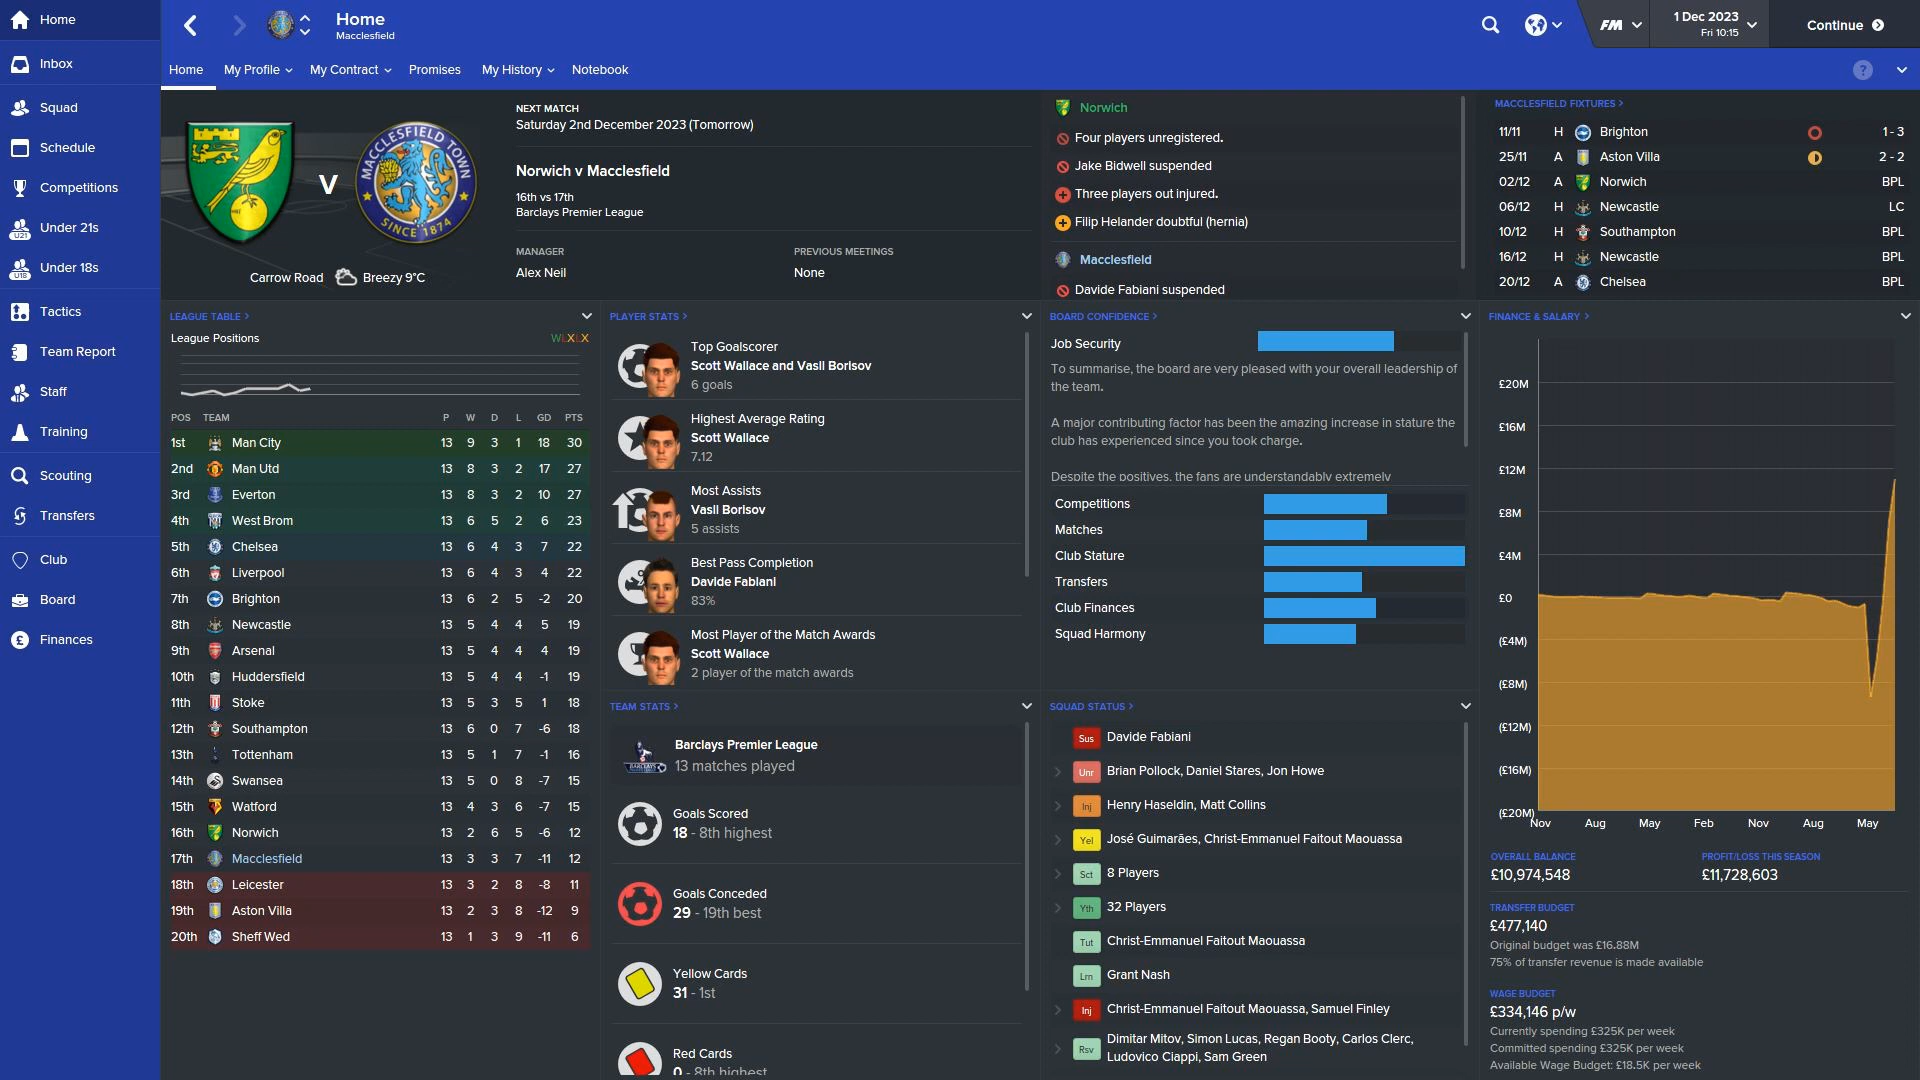 Home
Inbox
Squad
Schedule
Competitions
Under 21s
Under 18s
Tactics
Team Report
Staff
Training
Scouting
Transfers
Club
Board
Finances
Home
Macclesfield
FM
1 Dec 2023
Fri 10:15
Continue
Home My Profile My Contract Promises My History Notebook
MACCLESFIELD TOWN
SINCE 1874
V
Carrow Road Breezy 9°C
NEXT MATCH
Saturday 2nd December 2023 (Tomorrow)
Norwich v Macclesfield
16th vs 17th
Barclays Premier League
MANAGER PREVIOUS MEETINGS
Alex Neil None
Norwich
Four players unregistered.
Jake Bidwell suspended
Three players out injured.
Filip Helander doubtful (hernia)
Macclesfield
Davide Fabiani suspended
MACCLESFIELD FIXTURES >
11/11 H Brighton 1 - 3
25/11 A Aston Villa 2 - 2
02/12 A Norwich BPL
06/12 H Newcastle LC
10/12 H Southampton BPL
16/12 H Newcastle BPL
20/12 A Chelsea BPL
LEAGUE TABLE >
League Positions WLXLX
POS TEAM P W D L GD PTS
1st Man City 13 9 3 1 18 30
2nd Man Utd 13 8 3 2 17 27
3rd Everton 13 8 3 2 10 27
4th West Brom 13 6 5 2 6 23
5th Chelsea 13 6 4 3 7 22
6th Liverpool 13 6 4 3 4 22
7th Brighton 13 6 2 5 -2 20
8th Newcastle 13 5 4 4 5 19
9th Arsenal 13 5 4 4 4 19
10th Huddersfield 13 5 4 4 -1 19
11th Stoke 13 5 3 5 1 18
12th Southampton 13 6 0 7 -6 18
13th Tottenham 13 5 1 7 -1 16
14th Swansea 13 5 0 8 -7 15
15th Watford 13 4 3 6 -7 15
16th Norwich 13 2 6 5 -6 12
17th Macclesfield 13 3 3 7 -11 12
18th Leicester 13 3 2 8 -8 11
19th Aston Villa 13 2 3 8 -12 9
20th Sheff Wed 13 1 3 9 -11 6
PLAYER STATS >
Top Goalscorer
Scott Wallace and Vasil Borisov
6 goals
Highest Average Rating
Scott Wallace
7.12
Most Assists
Vasil Borisov
5 assists
Best Pass Completion
Davide Fabiani
83%
Most Player of the Match Awards
Scott Wallace
2 player of the match awards
TEAM STATS >
Barclays Premier League
13 matches played
Goals Scored
18 - 8th highest
Goals Conceded
29 - 19th best
Yellow Cards
31 - 1st
Red Cards
0 - 8th highest
BOARD CONFIDENCE >
Job Security
To summarise, the board are very pleased with your overall leadership of
the team.
A major contributing factor has been the amazing increase in stature the
club has experienced since you took charge.
Despite the positives, the fans are understandably extremely
Competitions
Matches
Club Stature
Transfers
Club Finances
Squad Harmony
SQUAD STATUS >
Sus Davide Fabiani
Unr Brian Pollock, Daniel Stares, Jon Howe
Inj Henry Haseldin, Matt Collins
Yel José Guimarães, Christ-Emmanuel Faitout Maouassa
Sct 8 Players
Yth 32 Players
Tut Christ-Emmanuel Faitout Maouassa
Lrn Grant Nash
Inj Christ-Emmanuel Faitout Maouassa, Samuel Finley
Rsv Dimitar Mitov, Simon Lucas, Regan Booty, Carlos Clerc,
Ludovico Ciappi, Sam Green
FINANCE & SALARY >
£20M
£16M
£12M
£8M
£4M
£0
(£4M)
(£8M)
(£12M)
(£16M)
(£20M)
Nov Aug May Feb Nov Aug May
OVERALL BALANCE PROFIT/LOSS THIS SEASON
£10,974,548 £11,728,603
TRANSFER BUDGET
£477,140
Original budget was £16.88M
75% of transfer revenue is made available
WAGE BUDGET
£334,146 p/w
Currently spending £325K per week
Committed spending £325K per week
Available Wage Budget: £18.5K per week